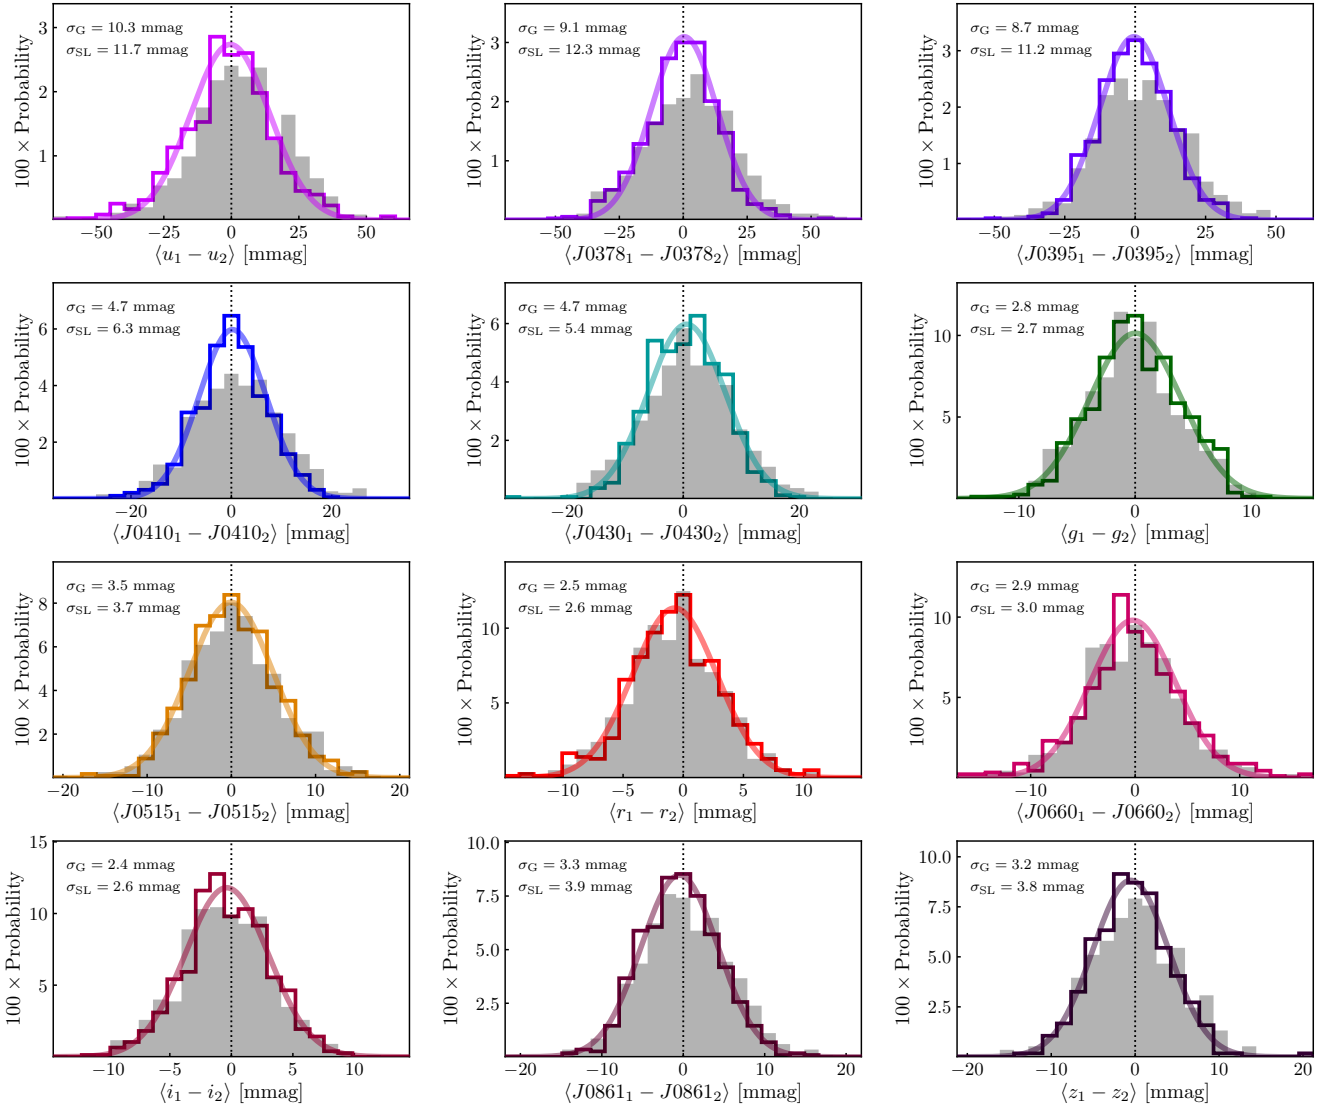 σG = 10.3 mmag
σSL = 11.7 mmag
100 × Probability
3
2
1
−50
−25
0
25
50
⟨u1 − u2⟩ [mmag]
σG = 9.1 mmag
σSL = 12.3 mmag
100 × Probability
3
2
1
−50
−25
0
25
50
⟨J03781 − J03782⟩ [mmag]
σG = 8.7 mmag
σSL = 11.2 mmag
100 × Probability
3
2
1
−50
−25
0
25
50
⟨J03951 − J03952⟩ [mmag]
σG = 4.7 mmag
σSL = 6.3 mmag
100 × Probability
6
4
2
−20
0
20
⟨J04101 − J04102⟩ [mmag]
σG = 4.7 mmag
σSL = 5.4 mmag
100 × Probability
6
4
2
−20
0
20
⟨J04301 − J04302⟩ [mmag]
σG = 2.8 mmag
σSL = 2.7 mmag
100 × Probability
10
5
−10
0
10
⟨g1 − g2⟩ [mmag]
σG = 3.5 mmag
σSL = 3.7 mmag
100 × Probability
8
6
4
2
−20
−10
0
10
20
⟨J05151 − J05152⟩ [mmag]
σG = 2.5 mmag
σSL = 2.6 mmag
100 × Probability
10
5
−10
−5
0
5
10
⟨r1 − r2⟩ [mmag]
σG = 2.9 mmag
σSL = 3.0 mmag
100 × Probability
10
5
−10
0
10
⟨J06601 − J06602⟩ [mmag]
σG = 2.4 mmag
σSL = 2.6 mmag
100 × Probability
15
10
5
−10
−5
0
5
10
⟨i1 − i2⟩ [mmag]
σG = 3.3 mmag
σSL = 3.9 mmag
100 × Probability
10.0
7.5
5.0
2.5
−20
−10
0
10
20
⟨J08611 − J08612⟩ [mmag]
σG = 3.2 mmag
σSL = 3.8 mmag
100 × Probability
10.0
7.5
5.0
2.5
−20
−10
0
10
20
⟨z1 − z2⟩ [mmag]